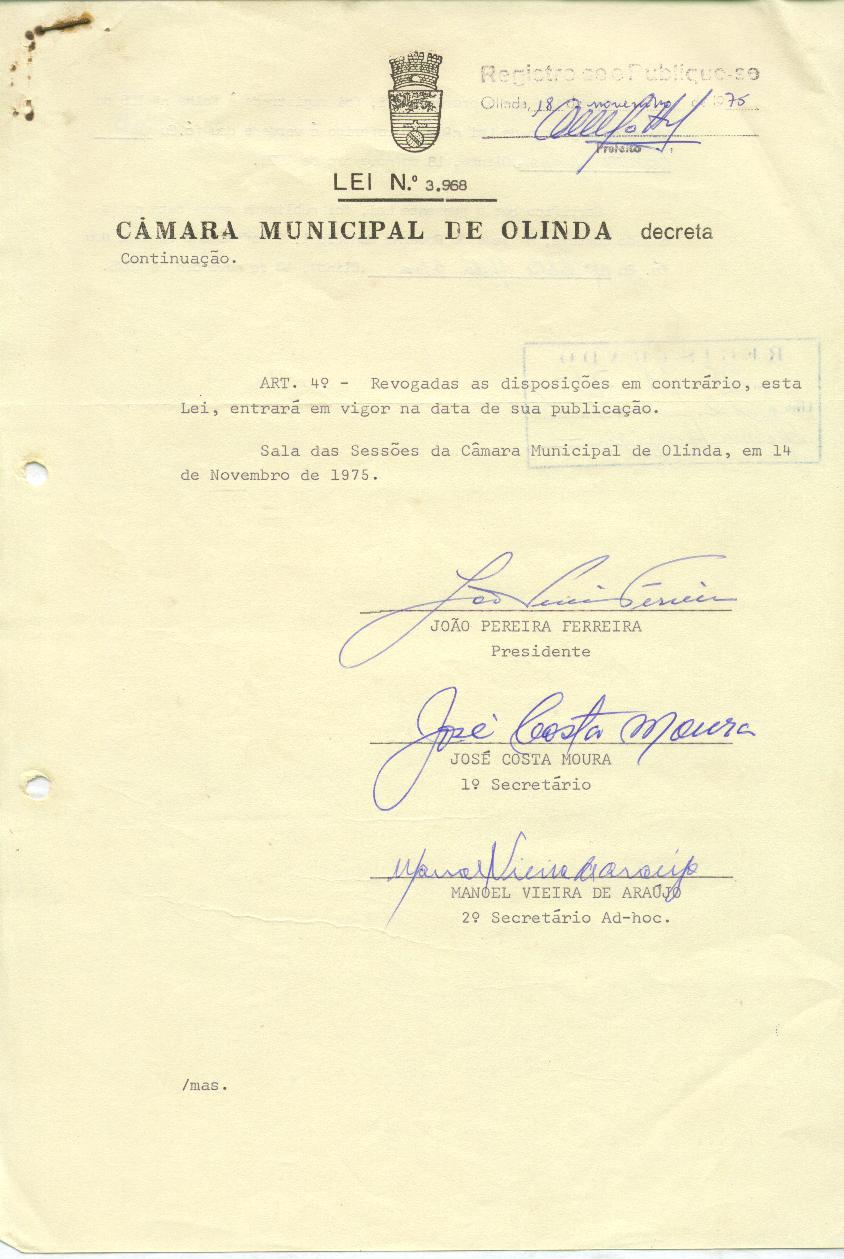 Registre-se e Publique-se
Olinda, 18 de novembro de 1975
Prefeito
LEI N.º 3.968
CÂMARA MUNICIPAL DE OLINDA decreta
Continuação.
ART. 4º - Revogadas as disposições em contrário, esta
Lei, entrará em vigor na data de sua publicação.
Sala das Sessões da Câmara Municipal de Olinda, em 14
de Novembro de 1975.
João Pereira Ferreira
JOÃO PEREIRA FERREIRA
Presidente
José Costa Moura
JOSÉ COSTA MOURA
1º Secretário
Manoel Vieira de Araújo
MANOEL VIEIRA DE ARAÚJO
2º Secretário Ad-hoc.
/mas.